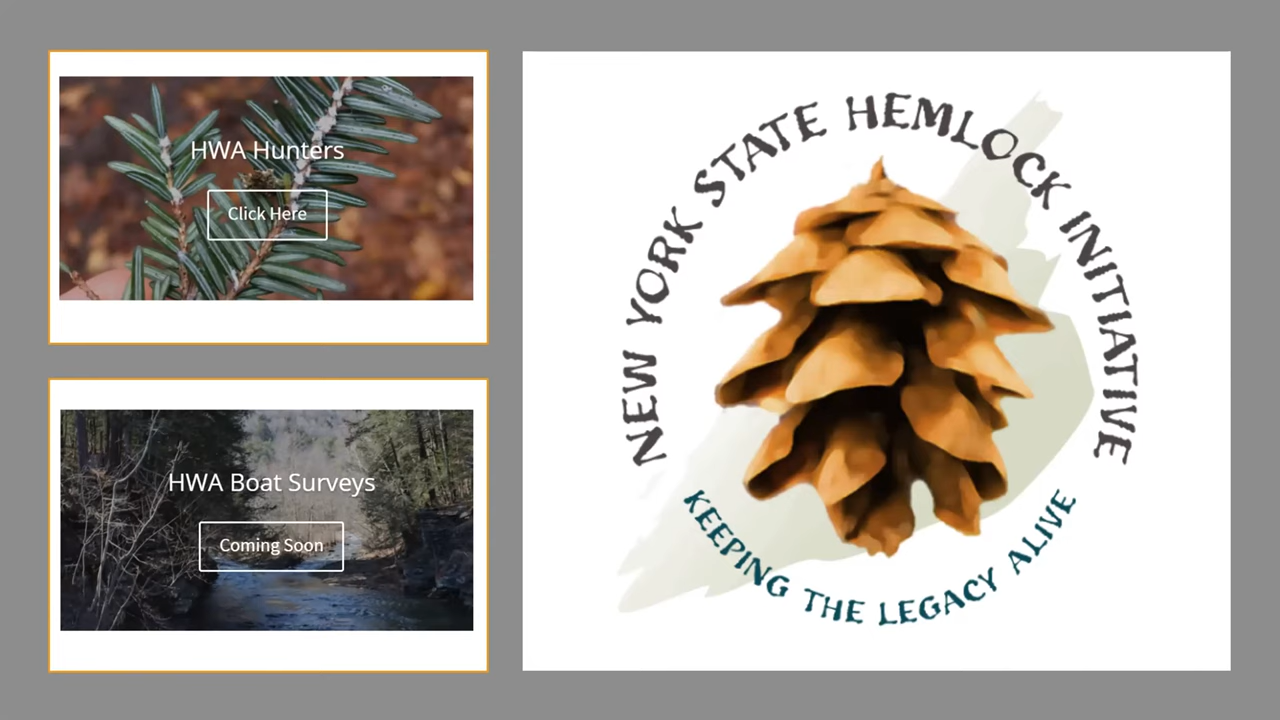 HWA Hunters
Click Here
HWA Boat Surveys
Coming Soon
NEW YORK STATE HEMLOCK INITIATIVE
KEEPING THE LEGACY ALIVE